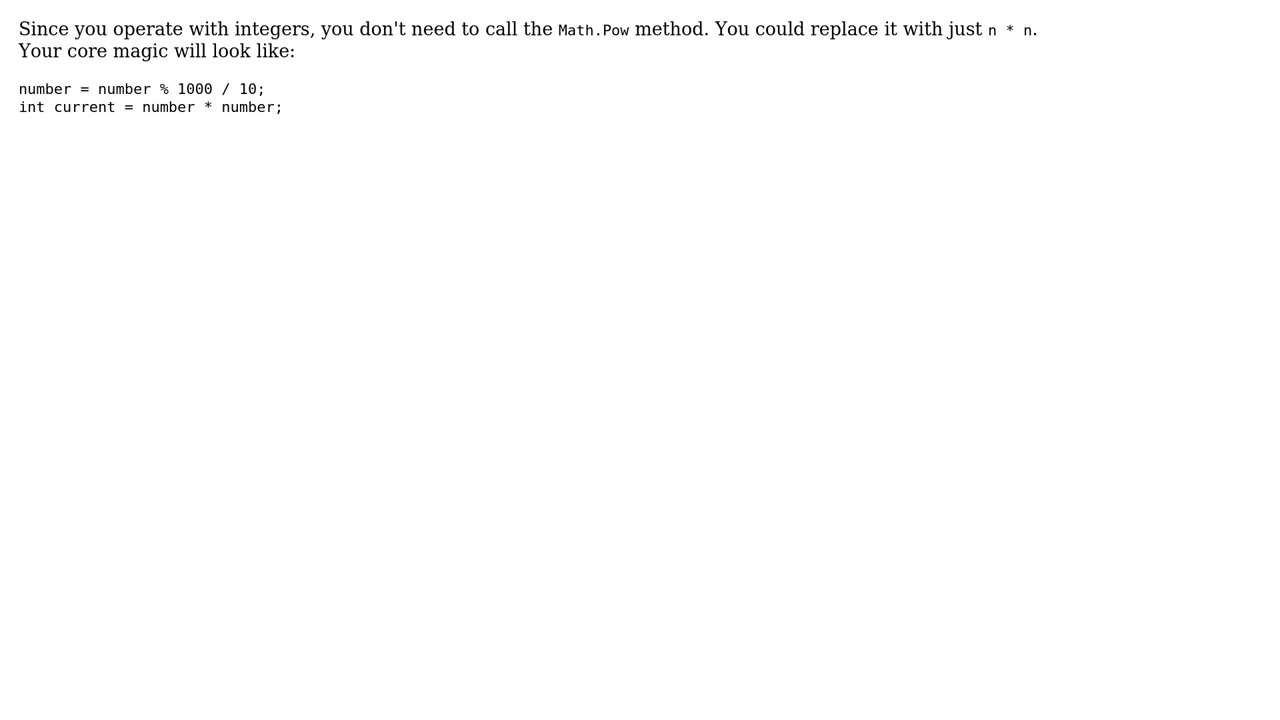 Since you operate with integers, you don't need to call the Math.Pow method. You could replace it with just n * n.
Your core magic will look like:
number = number % 1000 / 10;
int current = number * number;